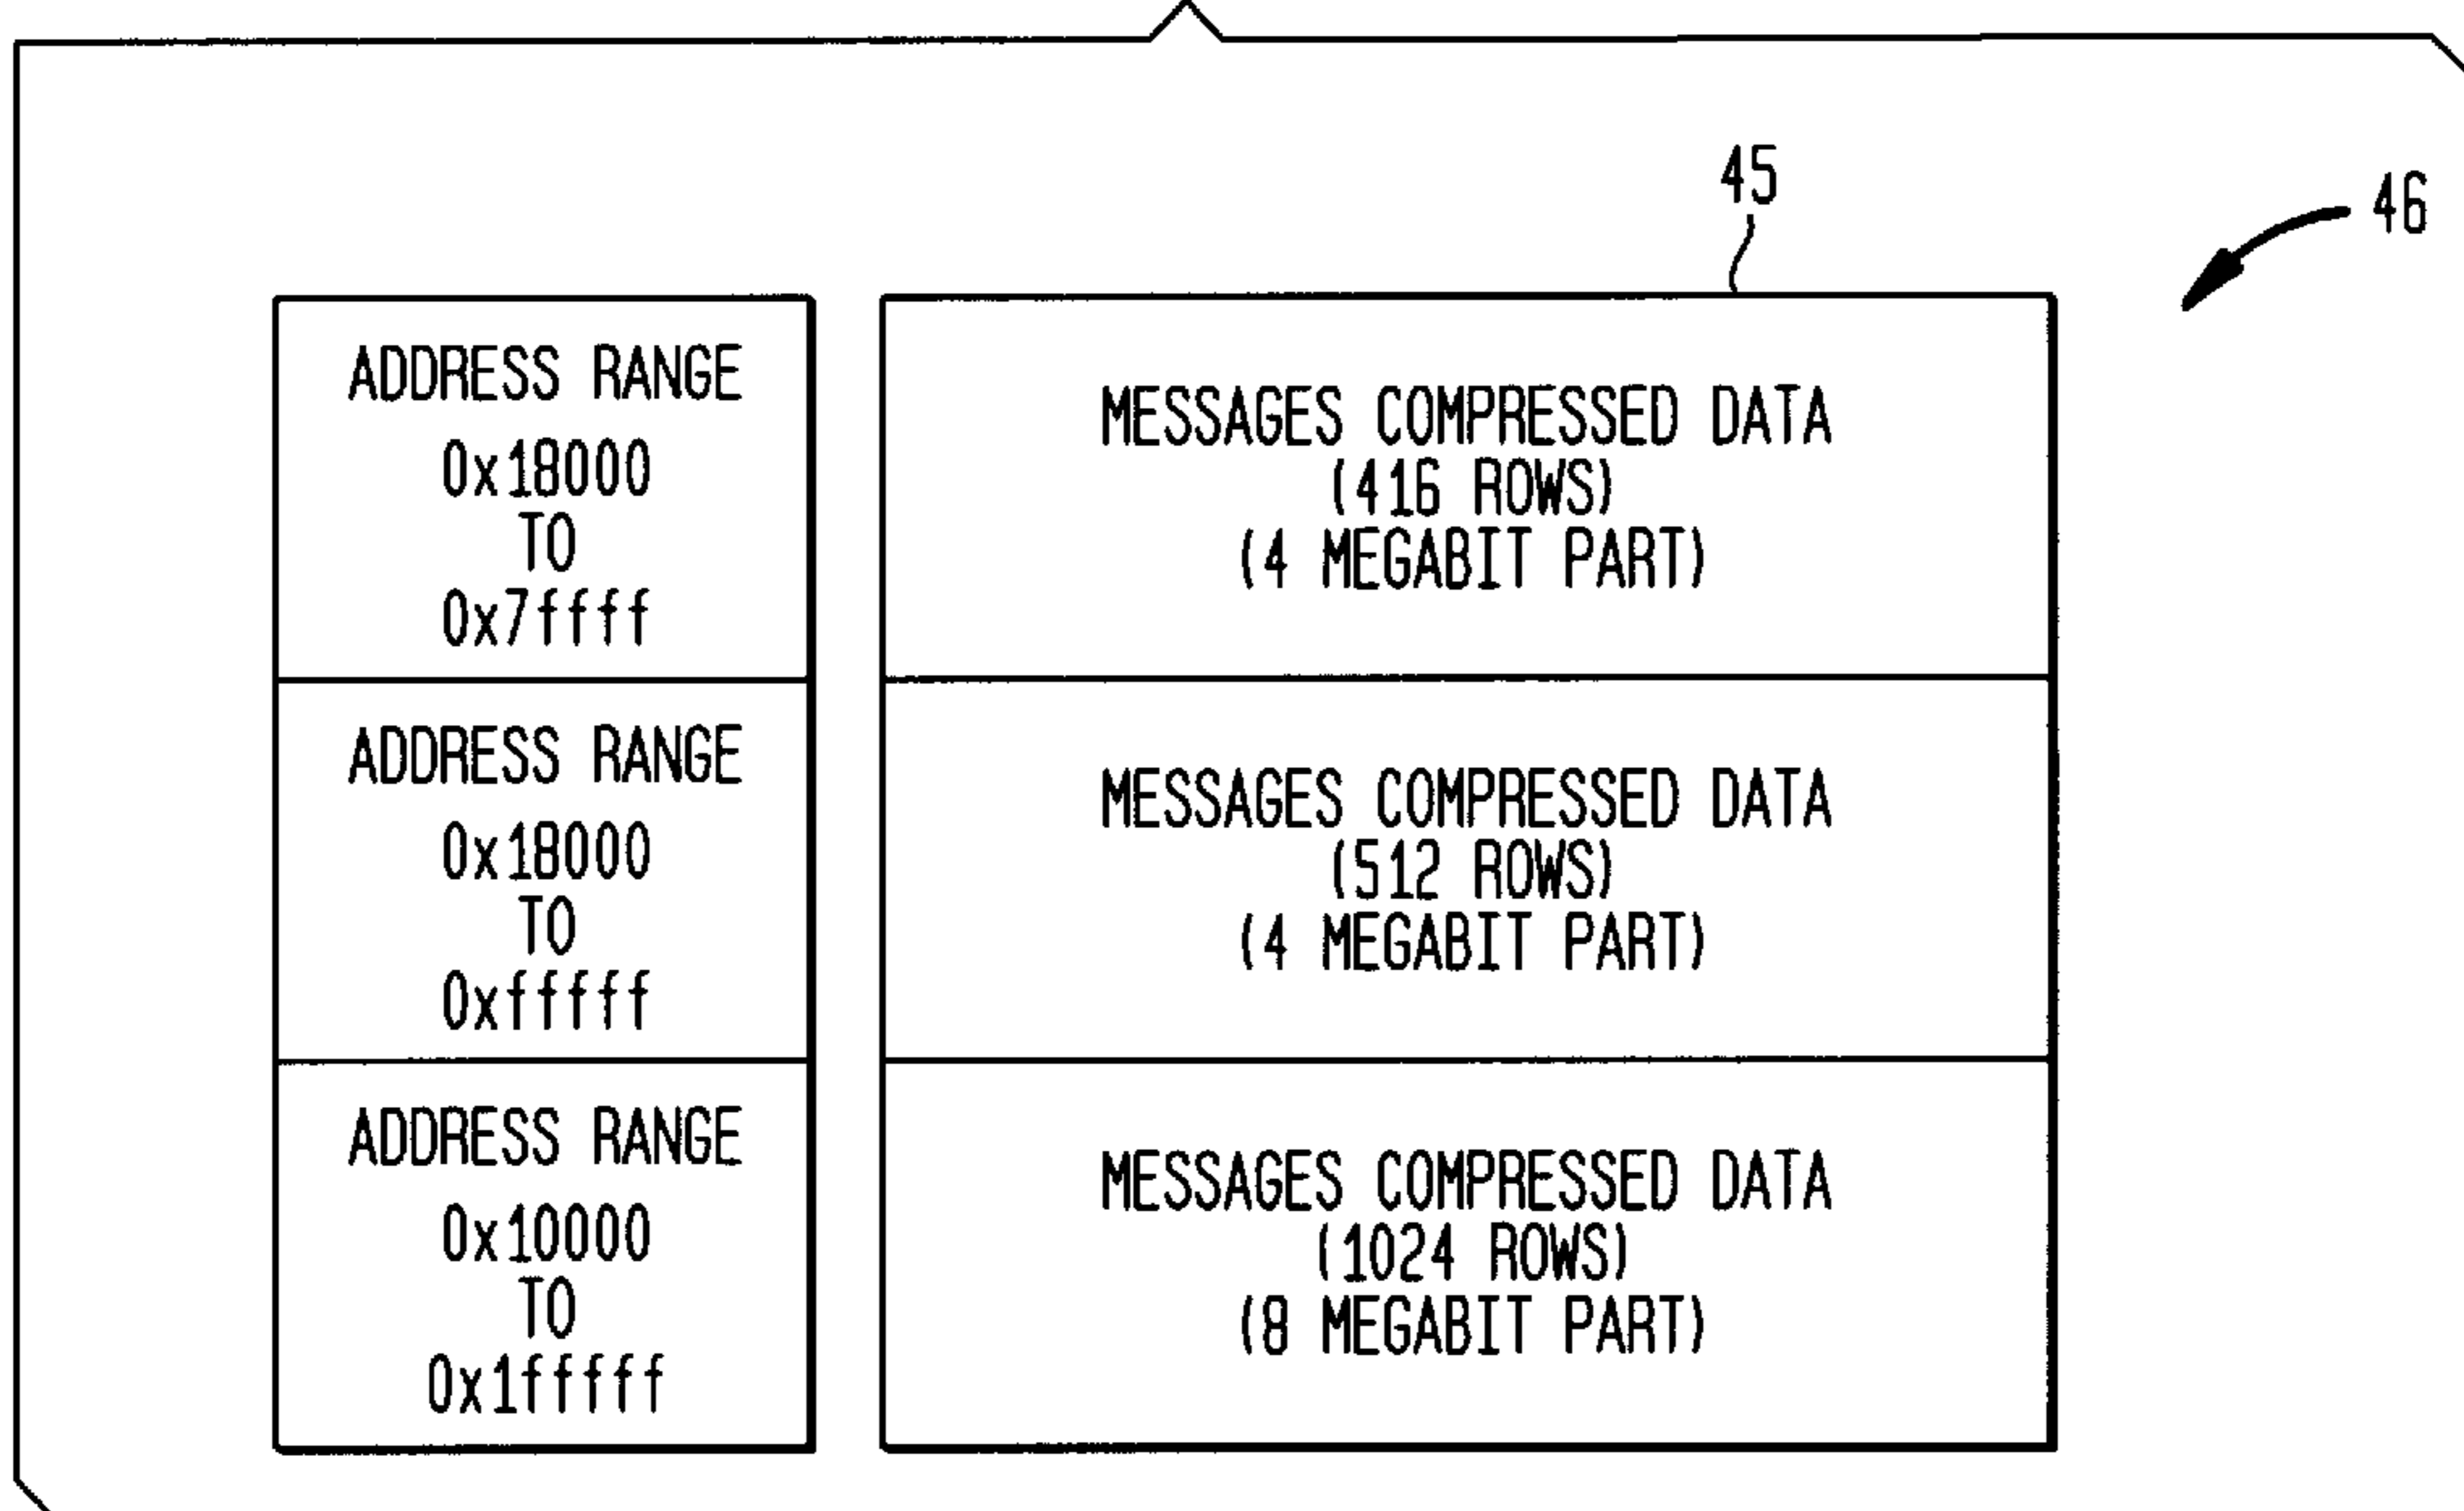 45
46
ADDRESS RANGE
0x18000
TO
0x7ffff
MESSAGES COMPRESSED DATA
(416 ROWS)
(4 MEGABIT PART)
ADDRESS RANGE
0x18000
TO
0xfffff
MESSAGES COMPRESSED DATA
(512 ROWS)
(4 MEGABIT PART)
ADDRESS RANGE
0x10000
TO
0x1fffff
MESSAGES COMPRESSED DATA
(1024 ROWS)
(8 MEGABIT PART)